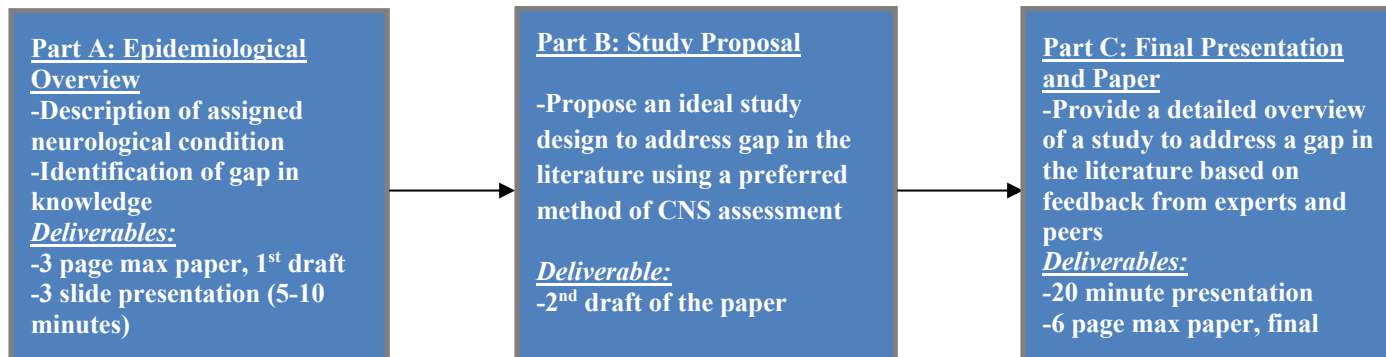 Part A: Epidemiological
Overview
-Description of assigned
neurological condition
-Identification of gap in
knowledge
Deliverables:
-3 page max paper, 1st draft
-3 slide presentation (5-10
minutes)
Part B: Study Proposal
-Propose an ideal study
design to address gap in the
literature using a preferred
method of CNS assessment
Deliverable:
-2nd draft of the paper
Part C: Final Presentation
and Paper
-Provide a detailed overview
of a study to address a gap in
the literature based on
feedback from experts and
peers
Deliverables:
-20 minute presentation
-6 page max paper, final